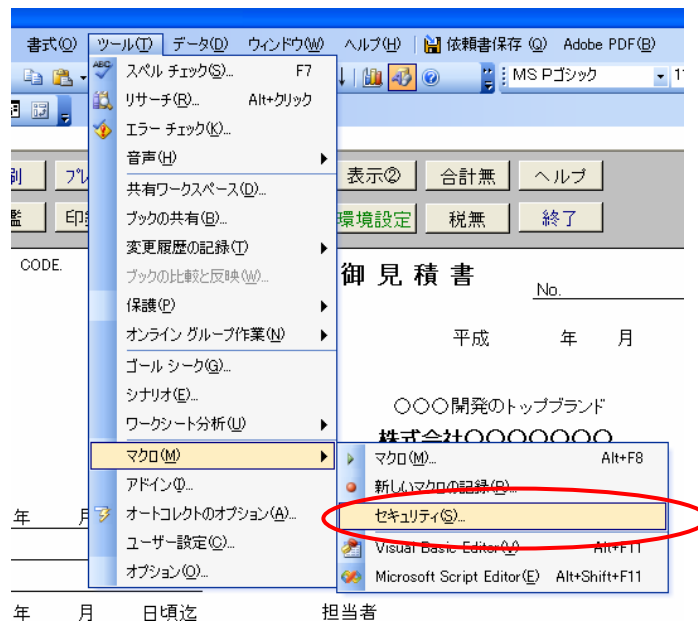 書式(O) ツール(T) データ(D) ウィンドウ(W) ヘルプ(H) 依頼書保存 (Q) Adobe PDF(B)
MS Pゴシック
スペル チェック(S)... F7
リサーチ(R)... Alt+クリック
エラー チェック(K)...
音声(H)
共有ワークスペース(D)...
ブックの共有(B)...
変更履歴の記録(T)
ブックの比較と反映(W)...
保護(P)
オンライン グループ作業(N)
ゴール シーク(G)...
シナリオ(E)...
ワークシート分析(U)
マクロ(M)
アドイン(I)...
オートコレクトのオプション(A)...
ユーザー設定(C)...
オプション(O)...
表示② 合計無 ヘルプ
環境設定 税無 終了
CODE.
御見積書
No.
平成 年 月
〇〇〇開発のトップブランド
株式会社〇〇〇〇〇〇〇
マクロ(M)... Alt+F8
新しいマクロの記録(R)...
セキュリティ(S)...
Visual Basic Editor(V) Alt+F11
Microsoft Script Editor(E) Alt+Shift+F11
年 月
年 月 日頃迄 担当者